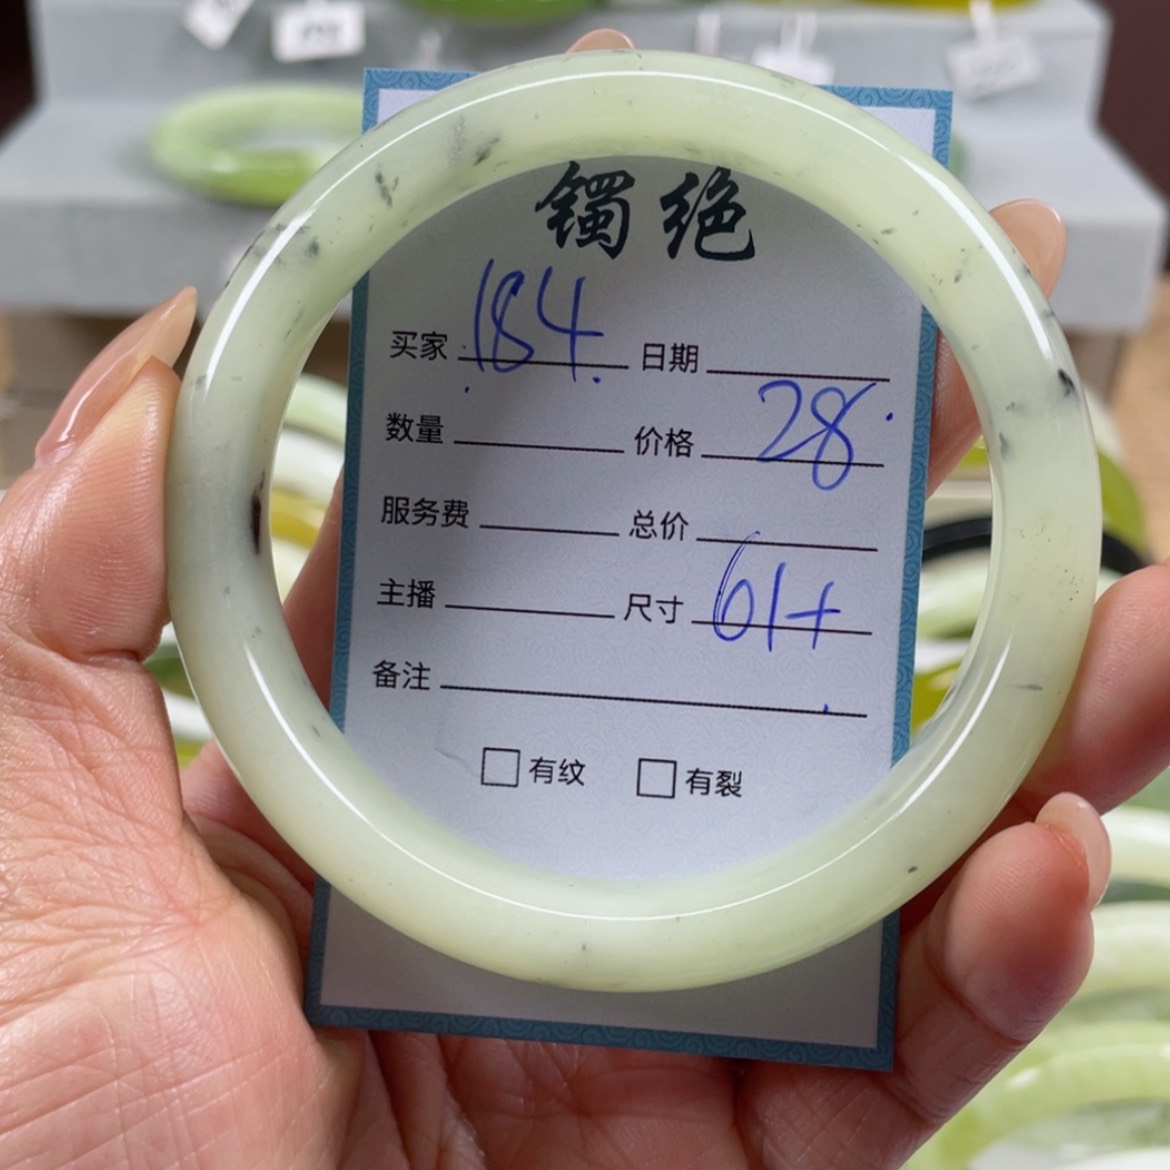 镯绝
买家 184. 日期
数量 价格 28.
服务费 总价
主播 尺寸 61+
备注
□有纹 □有裂